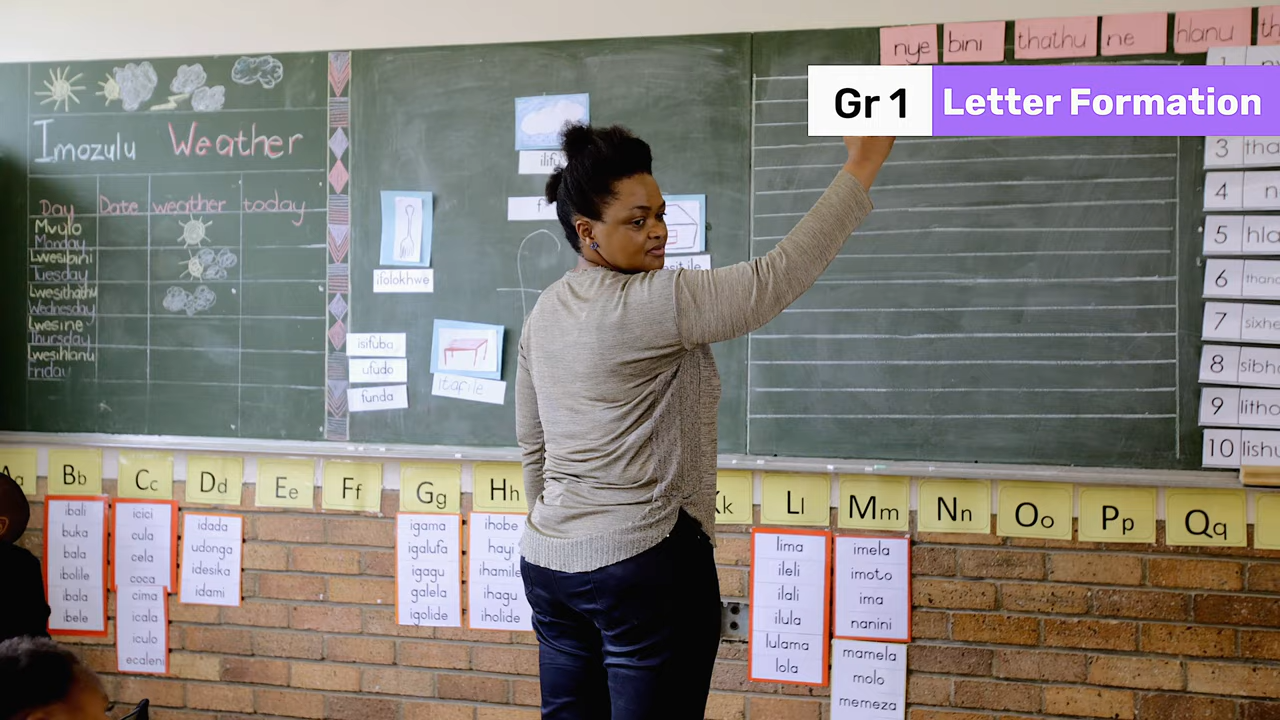 nye bini thathu ne hlanu
Gr 1 Letter Formation
Imozulu Weather
Day Date weather today
Mvulo
Monday
Lwesibini
Tuesday
Lwesithathu
Wednesday
Lwesine
Thursday
Lwesihlanu
Friday
ifolokhwe
isifuba
ufudo
funda
itafile
3
4
5
6
7
8
9
10
Aa Bb Cc Dd Ee Ff Gg Hh Ll Mm Nn Oo Pp Qq
ibali
buka
bala
ibolile
ibala
ibele
icici
cula
cela
coca
cima
icala
iculo
ecaleni
idada
udonga
idesika
idami
igama
igalufa
igagu
galela
igolide
ihobe
hayi
ihagu
iholide
lima
ileli
ilali
ilula
lulama
lola
imela
imoto
ima
nanini
mamela
molo
memeza